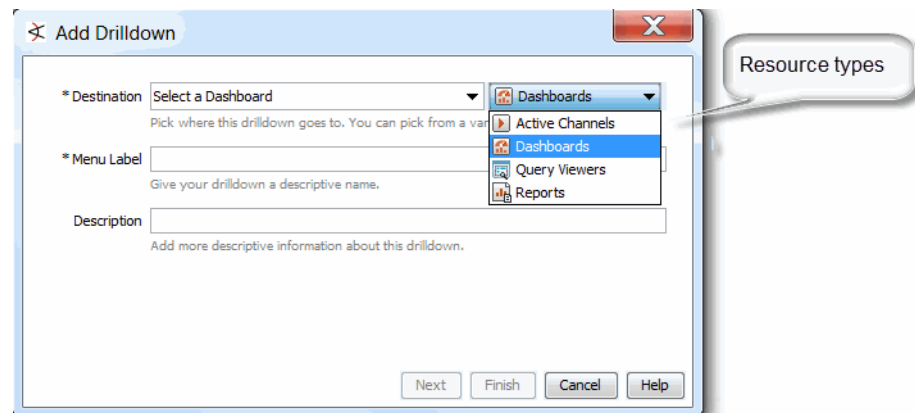 Add Drilldown
X
Resource types
* Destination Select a Dashboard Dashboards
Pick where this drilldown goes to. You can pick from a var
Active Channels
Dashboards
Query Viewers
Reports
* Menu Label
Give your drilldown a descriptive name.
Description
Add more descriptive information about this drilldown.
Next Finish Cancel Help